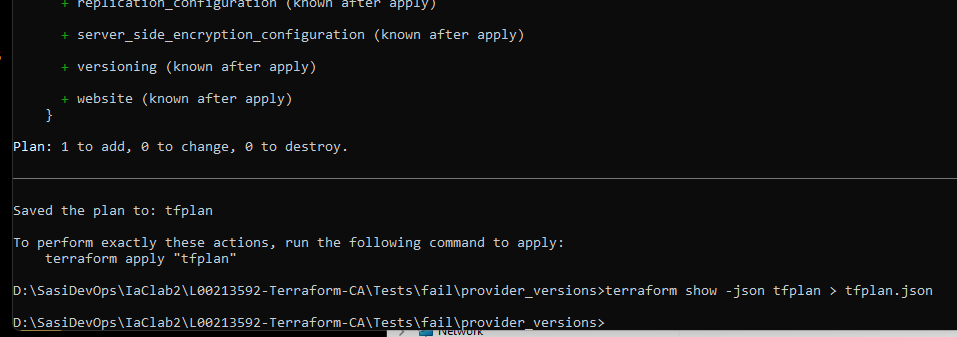 + replication_configuration (known after apply)
+ server_side_encryption_configuration (known after apply)
+ versioning (known after apply)
+ website (known after apply)
}
Plan: 1 to add, 0 to change, 0 to destroy.
Saved the plan to: tfplan
To perform exactly these actions, run the following command to apply:
terraform apply "tfplan"
D:\SasiDevOps\IaClab2\L00213592-Terraform-CA\Tests\fail\provider_versions>terraform show -json tfplan > tfplan.json
D:\SasiDevOps\IaClab2\L00213592-Terraform-CA\Tests\fail\provider_versions>
Network